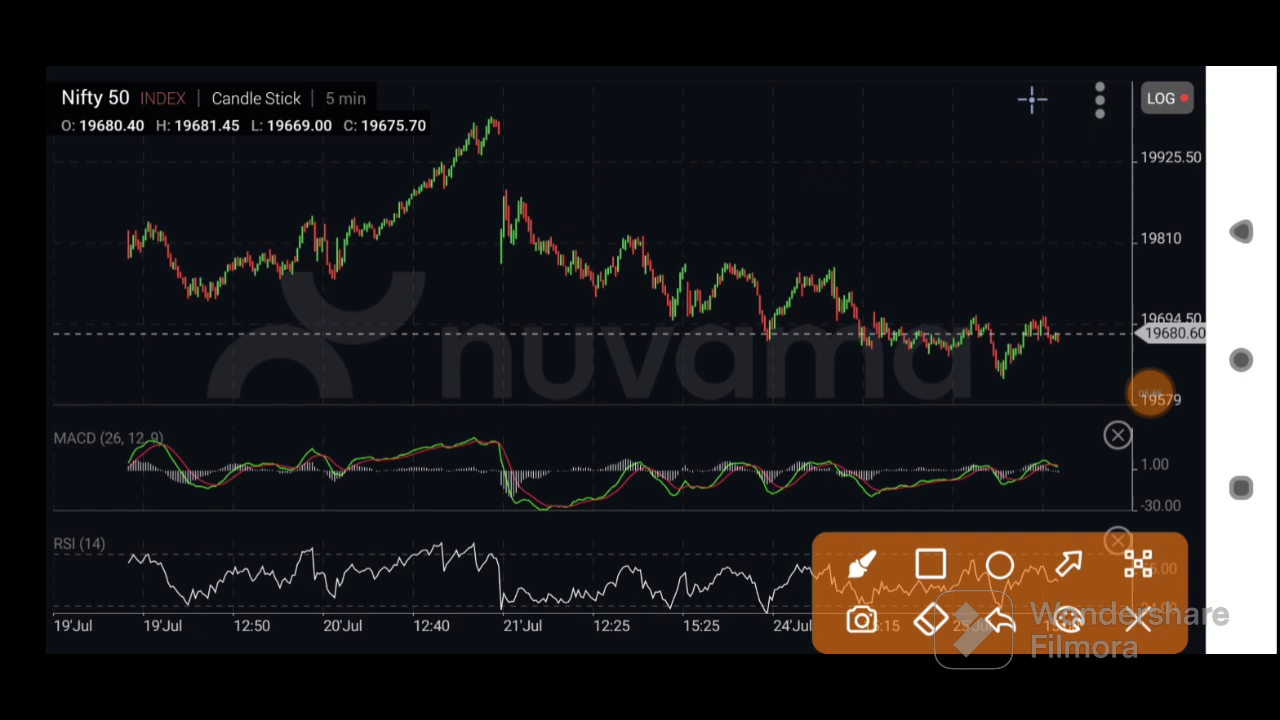 Nifty 50 INDEX | Candle Stick | 5 min
LOG
O: 19680.40 H: 19681.45 L: 19669.00 C: 19675.70
19925.50
19810
19694.50
19680.60
nuvama
19579
MACD (26, 12, 9)
1.00
-30.00
RSI (14)
19'Jul 19'Jul 12:50 20'Jul 12:40 21'Jul 12:25 15:25 24'Jul
Wondershare
Filmora